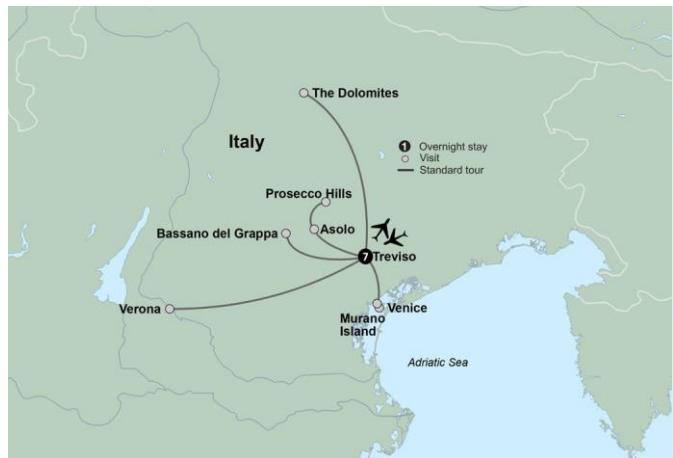 The Dolomites
Italy
1 Overnight stay
Visit
Standard tour
Prosecco Hills
Asolo
Bassano del Grappa
7 Treviso
Verona
Venice
Murano
Island
Adriatic Sea